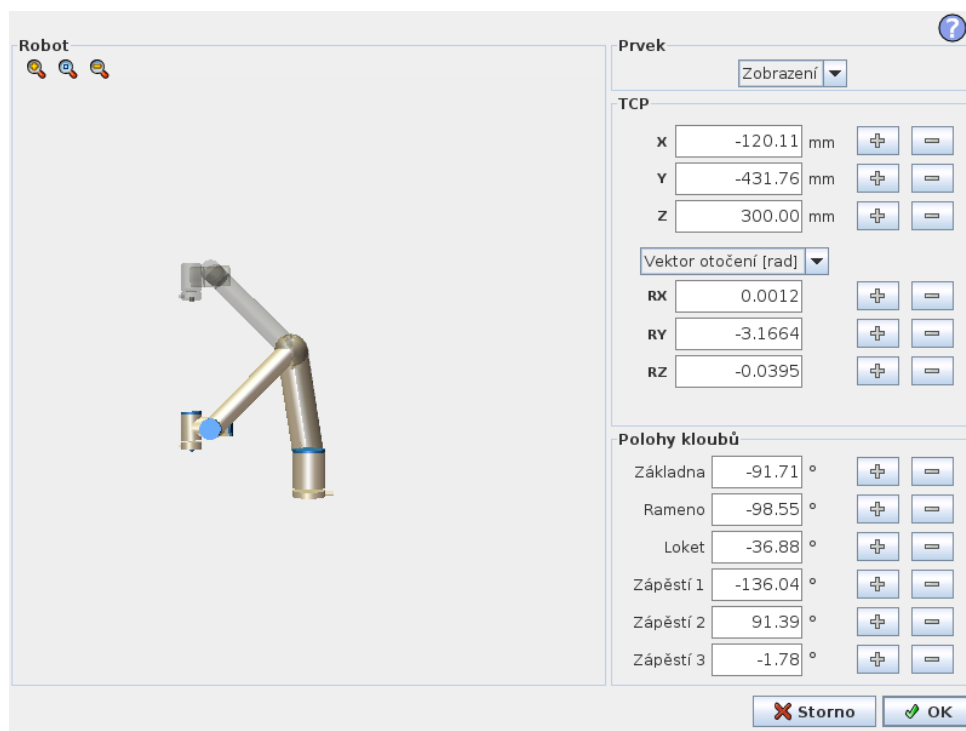 Robot
Prvek
Zobrazení
TCP
X -120.11 mm
Y -431.76 mm
Z 300.00 mm
Vektor otočení [rad]
RX 0.0012
RY -3.1664
RZ -0.0395
Polohy kloubů
Základna -91.71 °
Rameno -98.55 °
Loket -36.88 °
Zápěstí 1 -136.04 °
Zápěstí 2 91.39 °
Zápěstí 3 -1.78 °
Storno OK